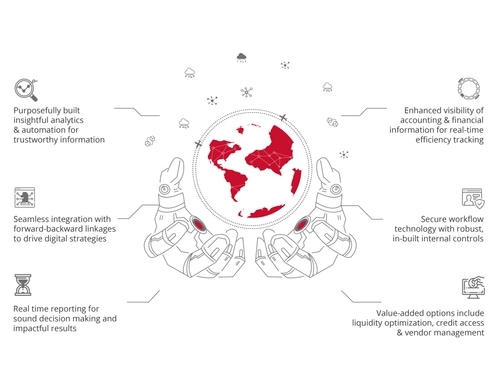 Purposefully built
insightful analytics
& automation for
trustworthy information
Enhanced visibility of
accounting & financial
information for real-time
efficiency tracking
Seamless integration with
forward-backward linkages
to drive digital strategies
Secure workflow
technology with robust,
in-built internal controls
Real time reporting for
sound decision making and
impactful results
Value-added options include
liquidity optimization, credit access
& vendor management